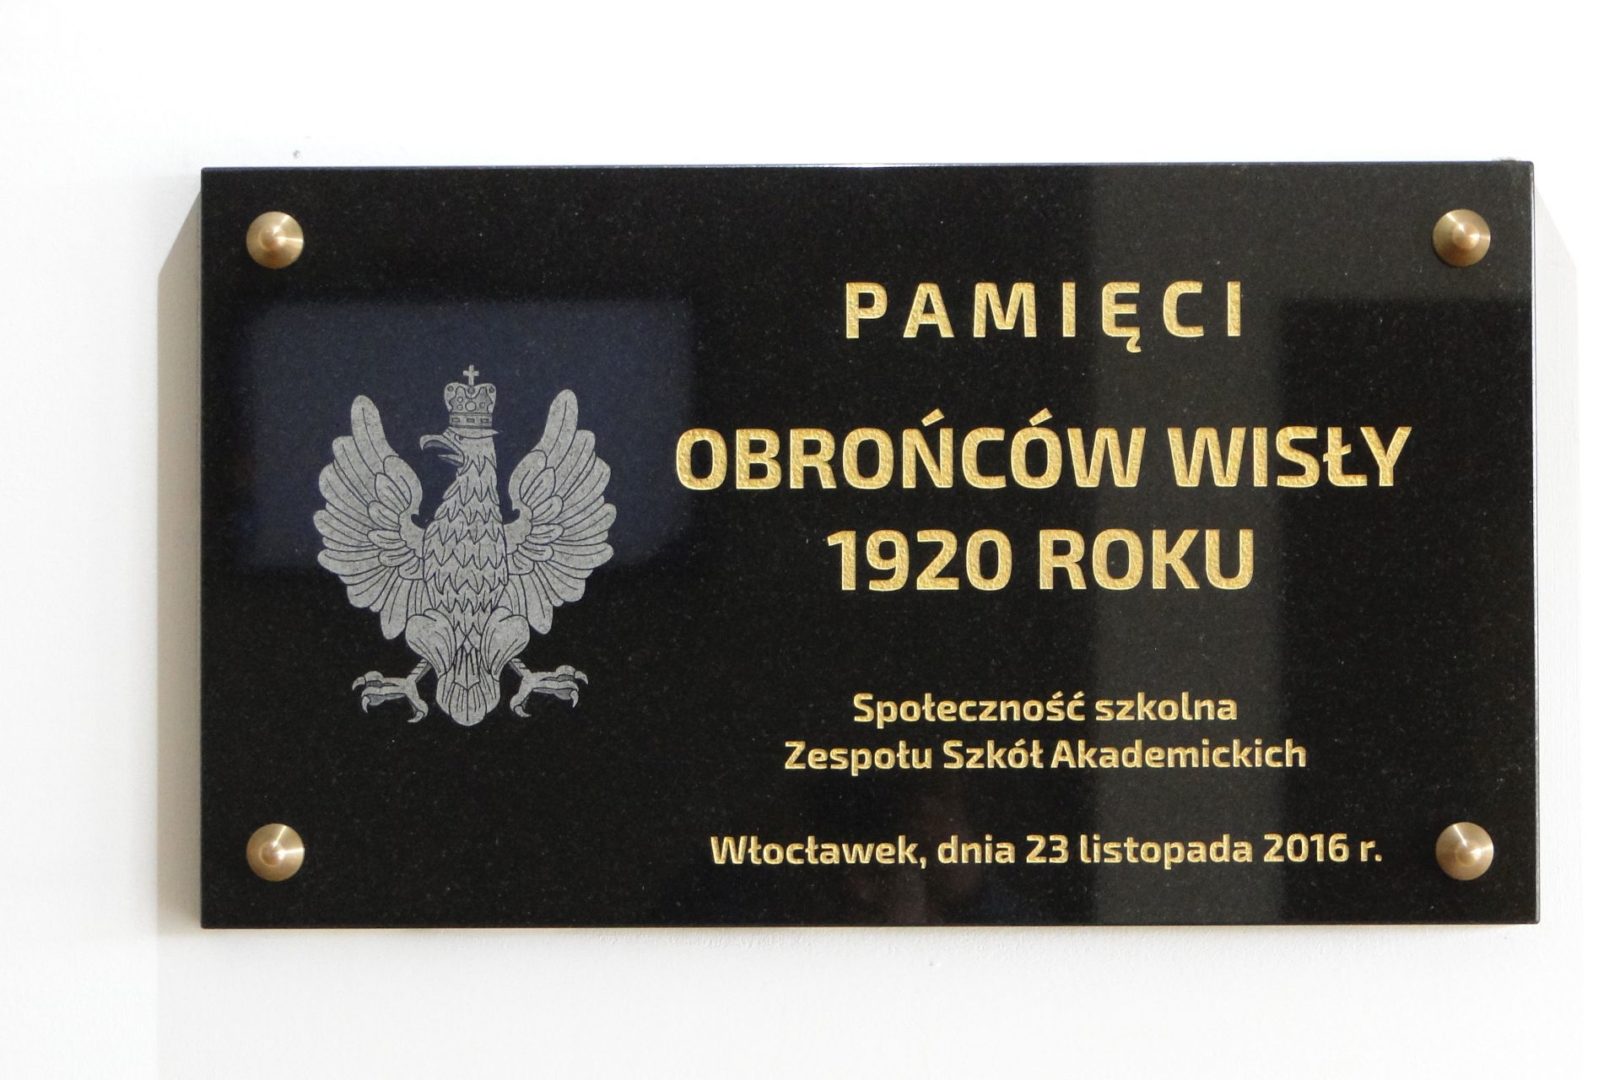 PAMIĘCI
OBROŃCÓW WISŁY
1920 ROKU
Społeczność szkolna
Zespołu Szkół Akademickich
Włocławek, dnia 23 listopada 2016 r.